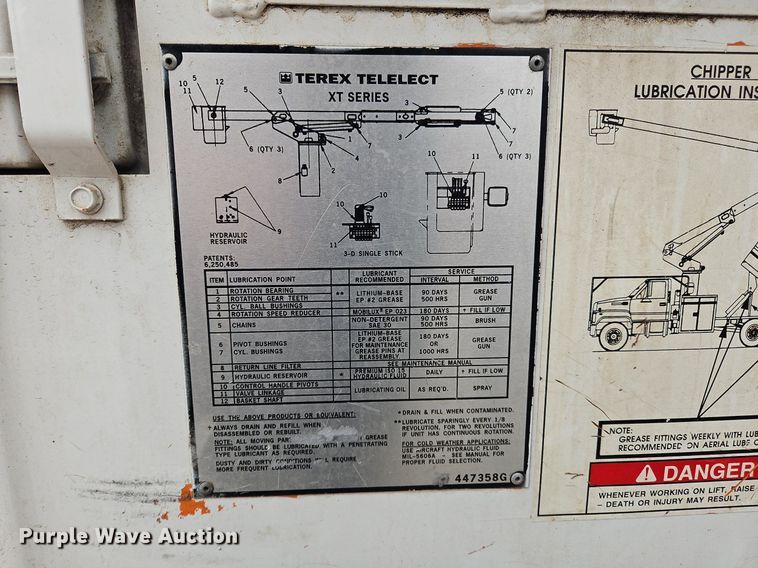 TEREX TELELECT
XT SERIES
10
11
5
12
5
3
3
5 (QTY 2)
7
6 (QTY 3)
1
4
7
3
7
6 (QTY 3)
2
8
10
11
10
10
11
9
HYDRAULIC
RESERVOIR
3-D SINGLE STICK
PATENTS:
6,250,485
ITEM LUBRICATION POINT LUBRICANT RECOMMENDED SERVICE INTERVAL METHOD
1 ROTATION BEARING
2 ROTATION GEAR TEETH
3 CYL. BALL BUSHINGS
** LITHIUM-BASE EP #2 GREASE 90 DAYS 500 HRS GREASE GUN
4 ROTATION SPEED REDUCER MOBILUX® EP 023 180 DAYS + FILL IF LOW
5 CHAINS NON-DETERGENT SAE 30 90 DAYS 500 HRS BRUSH
6 PIVOT BUSHINGS
7 CYL. BUSHINGS
LITHIUM-BASE EP #2 GREASE FOR MAINTENANCE GREASE PINS AT REASSEMBLY 180 DAYS OR 1000 HRS GREASE GUN
8 RETURN LINE FILTER SEE MAINTENANCE MANUAL
9 HYDRAULIC RESERVOIR * PREMIUM ISO 15 HYDRAULIC FLUID DAILY + FILL IF LOW
10 CONTROL HANDLE PIVOTS
11 VALVE LINKAGE
12 BASKET SHAFT
LUBRICATING OIL AS REQ'D. SPRAY
USE THE ABOVE PRODUCTS OR EQUIVALENT:
+ ALWAYS DRAIN AND REFILL WHEN
DISASSEMBLED OR REBUILT.
NOTE: ALL MOVING PAR GREASE
FITTINGS SHOULD BE LUBRICATED WITH A PENETRATING
TYPE LUBRICANT AS REQUIRED.
DUSTY AND DIRTY CONDITIONS WILL REQUIRE
MORE FREQUENT LUBRICATION.
* DRAIN & FILL WHEN CONTAMINATED.
** LUBRICATE SPARINGLY EVERY 1/8
REVOLUTION, FOR TWO REVOLUTIONS
IF UNIT HAS CONTINUOUS ROTATION.
FOR COLD WEATHER APPLICATIONS:
USE AIRCRAFT HYDRAULIC FLUID
MIL-5606A - SEE MANUAL FOR
PROPER FLUID SELECTION.
447358G
CHIPPER
LUBRICATION INS
NOTE:
GREASE FITTINGS WEEKLY WITH LUB
RECOMMENDED ON AERIAL LUBE C
DANGER
WHENEVER WORKING ON LIFT, RAISE
- DEATH OR INJURY MAY RESULT.
Purple Wave Auction